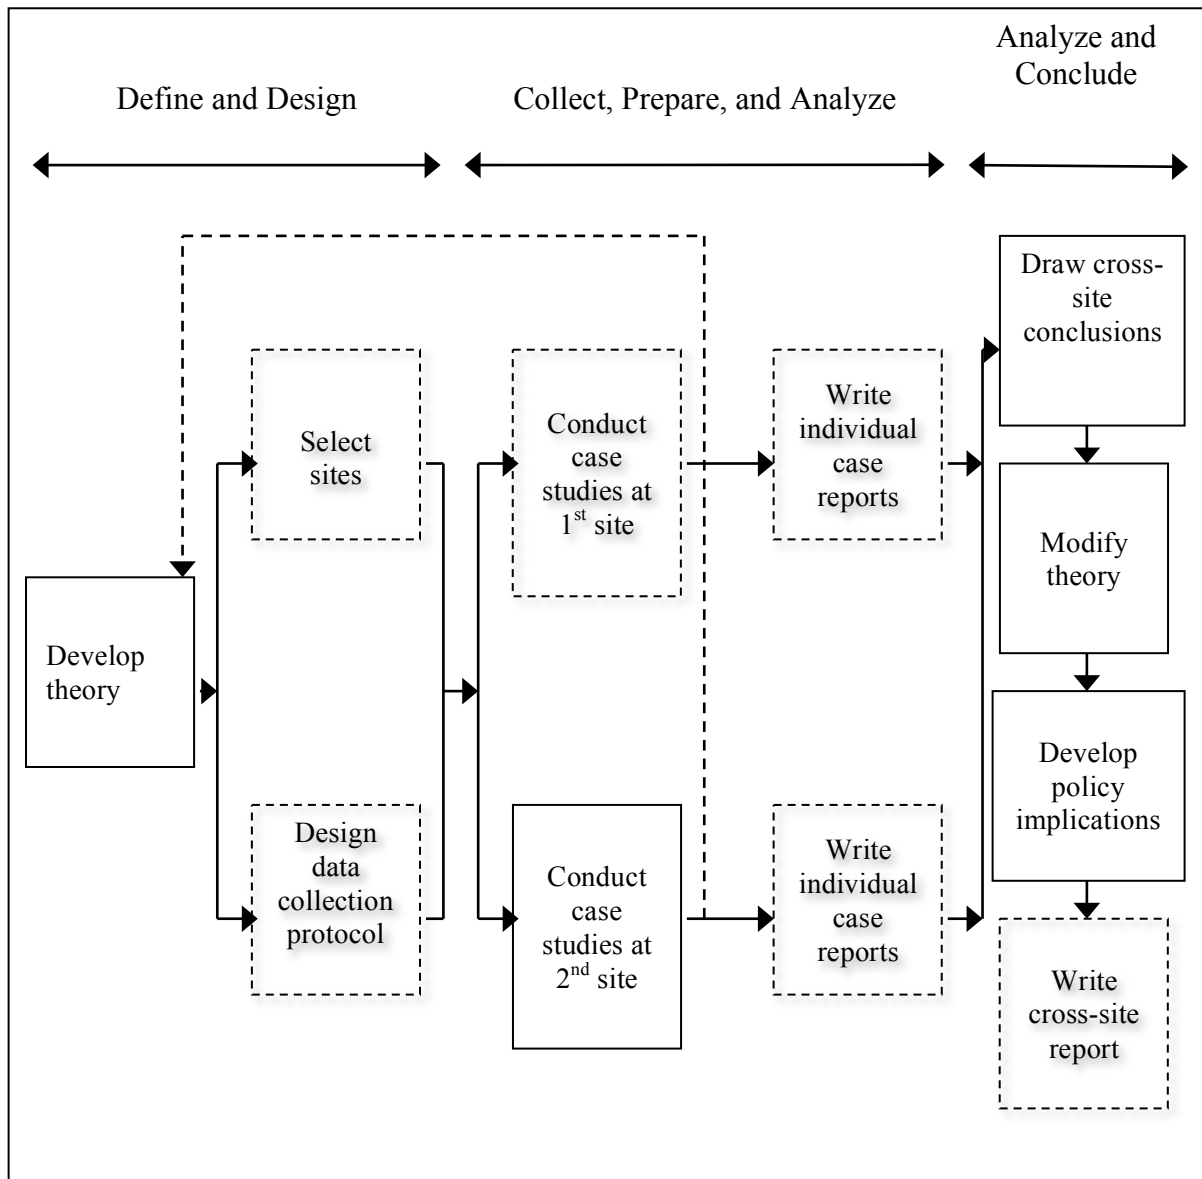 Define and Design
Collect, Prepare, and Analyze
Analyze and
Conclude
Develop
theory
Select
sites
Design
data
collection
protocol
Conduct
case
studies at
1st site
Conduct
case
studies at
2nd site
Write
individual
case
reports
Write
individual
case
reports
Draw cross-
site
conclusions
Modify
theory
Develop
policy
implications
Write
cross-site
report